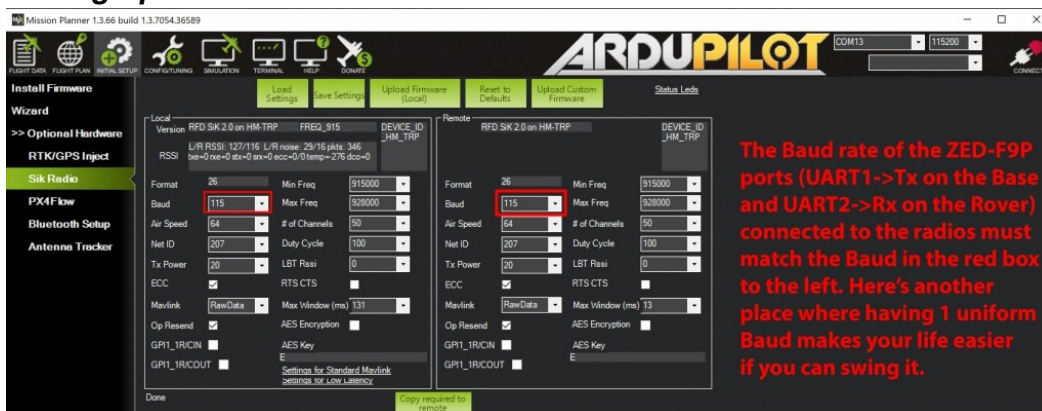 Mission Planner 1.3.66 build 1.3.7054.36589
FLIGHT DATA FLIGHT PLAN INITIAL SETUP CONFIG/TUNING SIMULATION TERMINAL HELP DONATE
ARDUPILOT
COM13 115200
CONNECT
Install Firmware
Wizard
>> Optional Hardware
RTK/GPS Inject
Sik Radio
PX4Flow
Bluetooth Setup
Antenna Tracker
Load Settings
Save Settings
Upload Firmware (Local)
Reset to Defaults
Upload Custom Firmware
Status Leds
Local
Version RFD SiK 2.0 on HM-TRP FREQ_915 DEVICE_ID _HM_TRP
RSSI L/R RSSI: 127/116 L/R noise: 29/16 pkts: 346
txe=0 rxe=0 stx=0 srx=0 ecc=0/0 temp=-276 dco=0
Format 26 Min Freq 915000
Baud 115 Max Freq 928000
Air Speed 64 # of Channels 50
Net ID 207 Duty Cycle 100
Tx Power 20 LBT Rssi 0
ECC RTS CTS
Mavlink RawData Max Window (ms) 131
Op Resend AES Encryption
GPI1_1R/CIN AES Key
E
GPI1_1R/COUT Settings for Standard Mavlink
Settings for Low Latency
Remote
RFD SiK 2.0 on HM-TRP DEVICE_ID _HM_TRP
Format 26 Min Freq 915000
Baud 115 Max Freq 928000
Air Speed 64 # of Channels 50
Net ID 207 Duty Cycle 100
Tx Power 20 LBT Rssi 0
ECC RTS CTS
Mavlink RawData Max Window (ms) 13
Op Resend AES Encryption
GPI1_1R/CIN AES Key
E
GPI1_1R/COUT
Done
Copy required to remote
The Baud rate of the ZED-F9P
ports (UART1->Tx on the Base
and UART2->Rx on the Rover)
connected to the radios must
match the Baud in the red box
to the left. Here's another
place where having 1 uniform
Baud makes your life easier
if you can swing it.